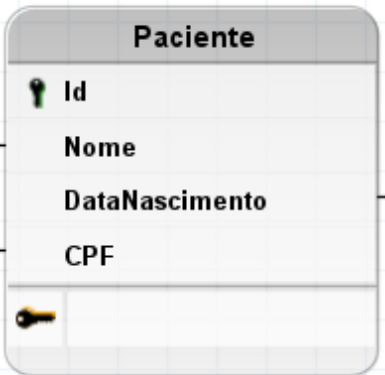 Paciente
Id
Nome
DataNascimento
CPF